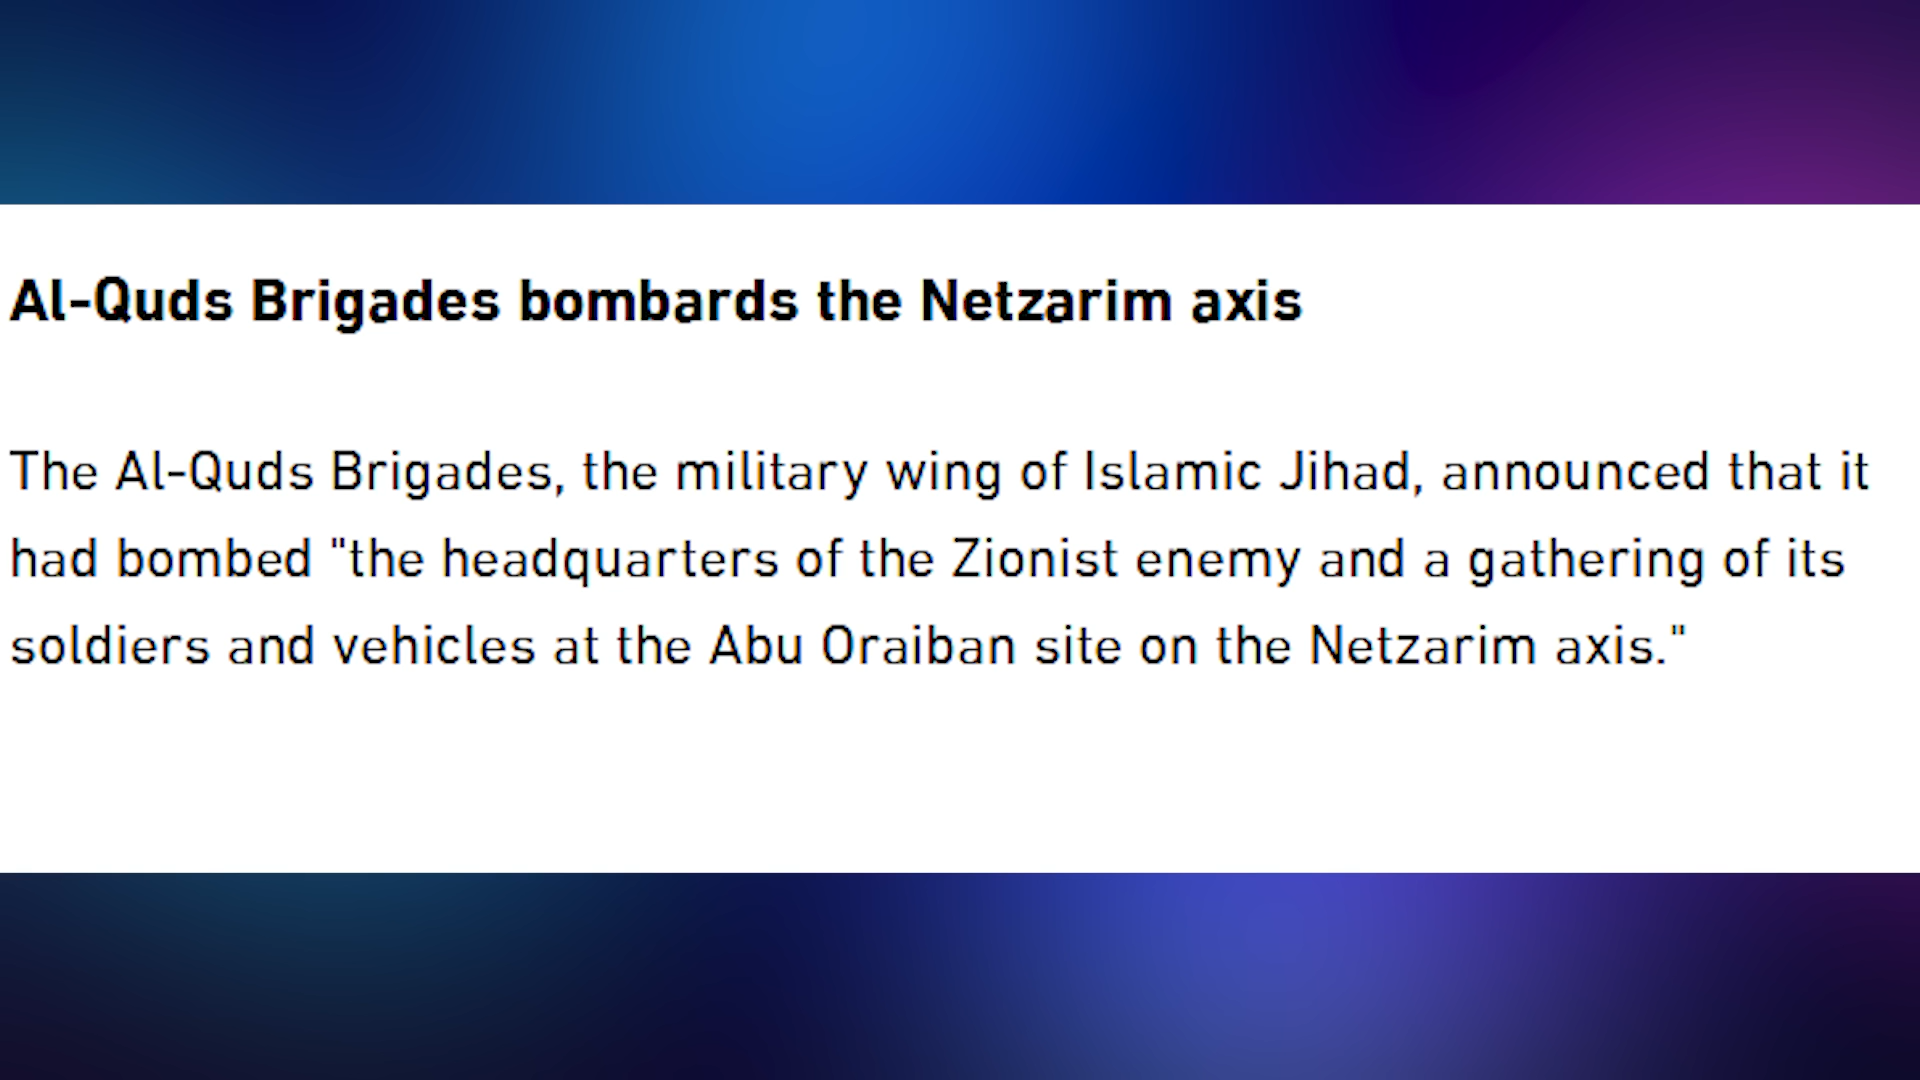 Al-Quds Brigades bombards the Netzarim axis
The Al-Quds Brigades, the military wing of Islamic Jihad, announced that it
had bombed "the headquarters of the Zionist enemy and a gathering of its
soldiers and vehicles at the Abu Oraiban site on the Netzarim axis."